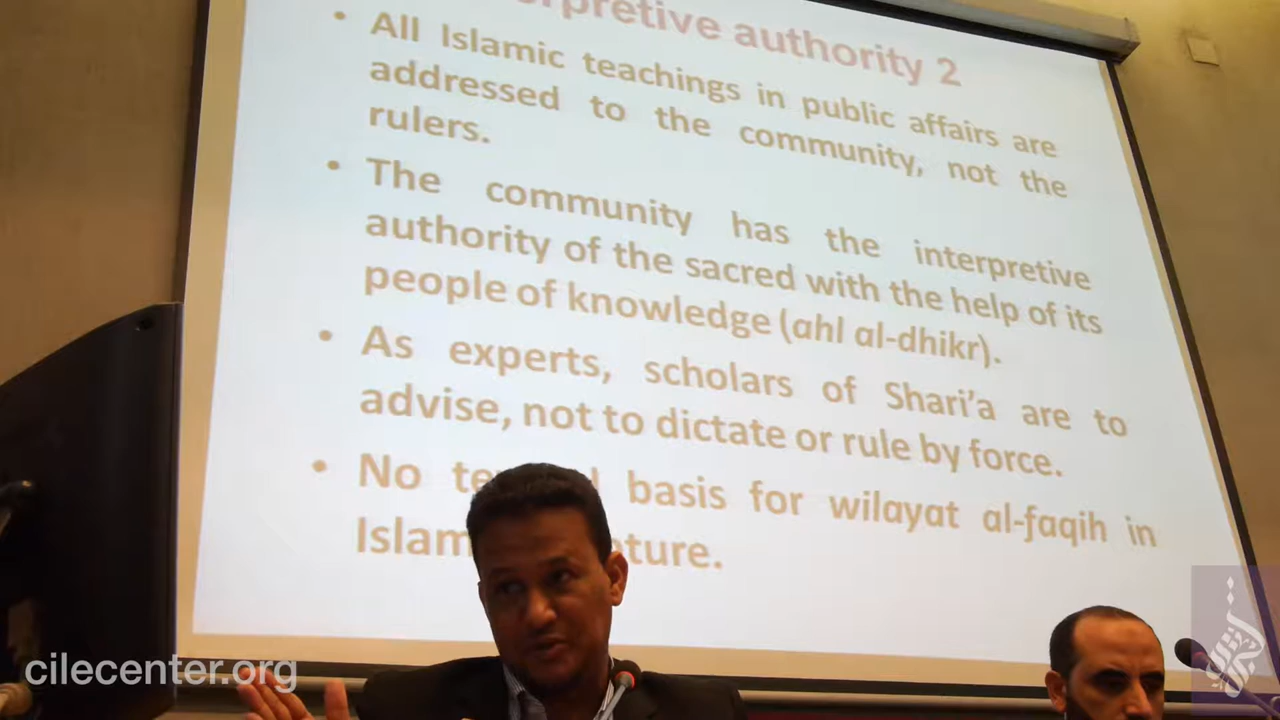 pretive authority 2
• All Islamic teachings in public affairs are
addressed to the community, not the
rulers.
• The community has the interpretive
authority of the sacred with the help of its
people of knowledge (ahl al-dhikr).
• As experts, scholars of Shari’a are to
advise, not to dictate or rule by force.
• No basis for wilayat al-faqih in
Islam
cilecenter.org